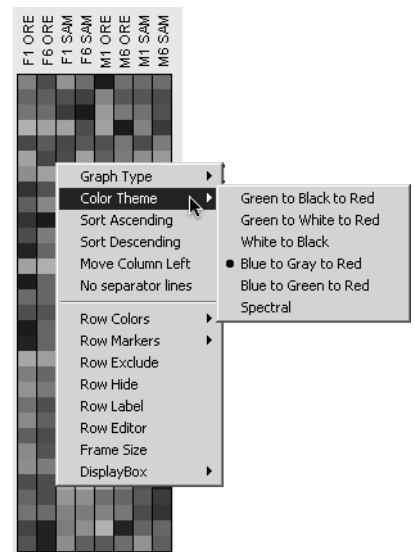 F1 ORE
F6 ORE
F1 SAM
F6 SAM
M1 ORE
M6 ORE
M1 SAM
M6 SAM
Graph Type
Color Theme
Sort Ascending
Sort Descending
Move Column Left
No separator lines
Row Colors
Row Markers
Row Exclude
Row Hide
Row Label
Row Editor
Frame Size
DisplayBox
Green to Black to Red
Green to White to Red
White to Black
Blue to Gray to Red
Blue to Green to Red
Spectral